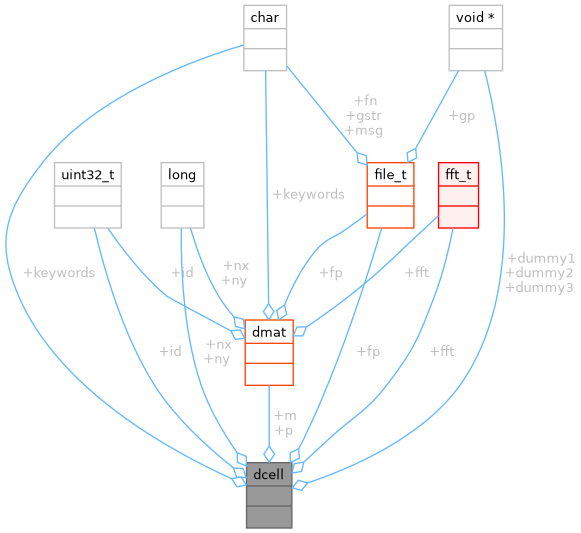 char
void *
+fn
+gstr
+msg
+gp
uint32_t
long
file_t
fft_t
+keywords
+keywords
+id
+nx
+ny
+fp
+fft
+dummy1
+dummy2
+dummy3
dmat
+id
+nx
+ny
+fp
+fft
+m
+p
dcell